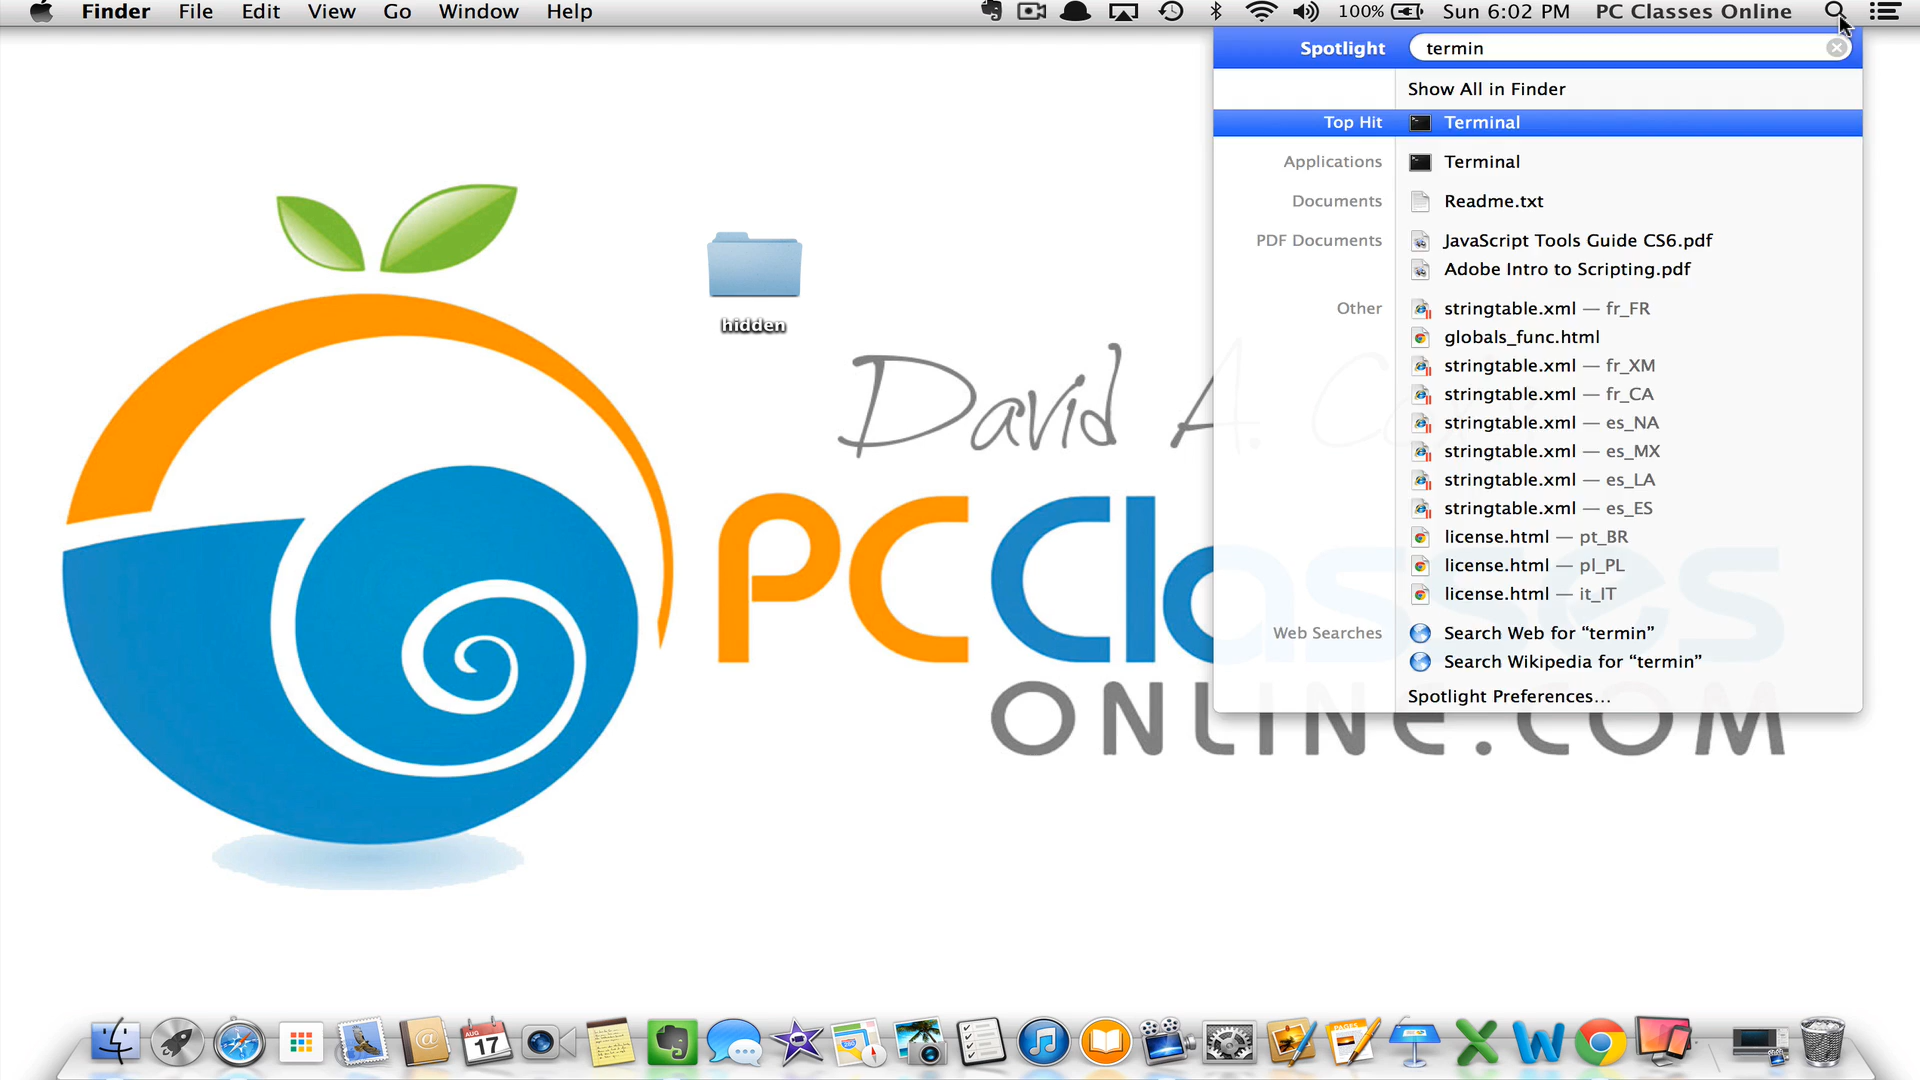 Finder File Edit View Go Window Help 100% Sun 6:02 PM PC Classes Online
Spotlight termin
Show All in Finder
Top Hit Terminal
Applications Terminal
Documents Readme.txt
PDF Documents JavaScript Tools Guide CS6.pdf
Adobe Intro to Scripting.pdf
Other stringtable.xml — fr_FR
globals_func.html
stringtable.xml — fr_XM
stringtable.xml — fr_CA
stringtable.xml — es_NA
stringtable.xml — es_MX
stringtable.xml — es_LA
stringtable.xml — es_ES
license.html — pt_BR
license.html — pl_PL
license.html — it_IT
Web Searches Search Web for “termin”
Search Wikipedia for “termin”
Spotlight Preferences...
hidden
David A.
PC Classes
ONLINE.COM
AUG
17
PAGES